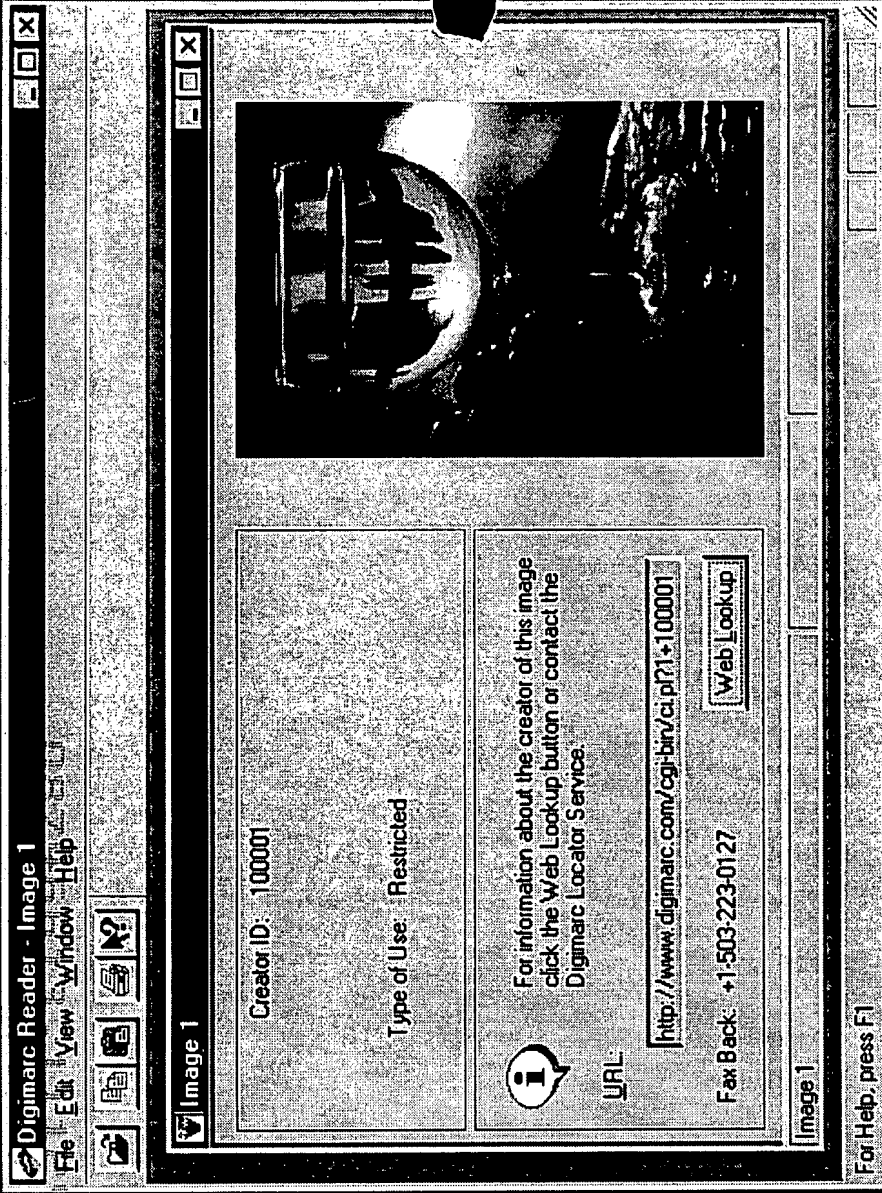 Digimarc Reader - Image 1
File Edit View Window Help
Image 1
Creator ID: 100001
Type of Use: Restricted
For information about the creator of this image
click the Web Lookup button or contact the
Digimarc Locator Service.
URL:
http://www.digimarc.com/cgi-bin/ci.pl?1+100001
Fax Back: +1-503-223-0127
Web Lookup
Image 1
For Help, press F1